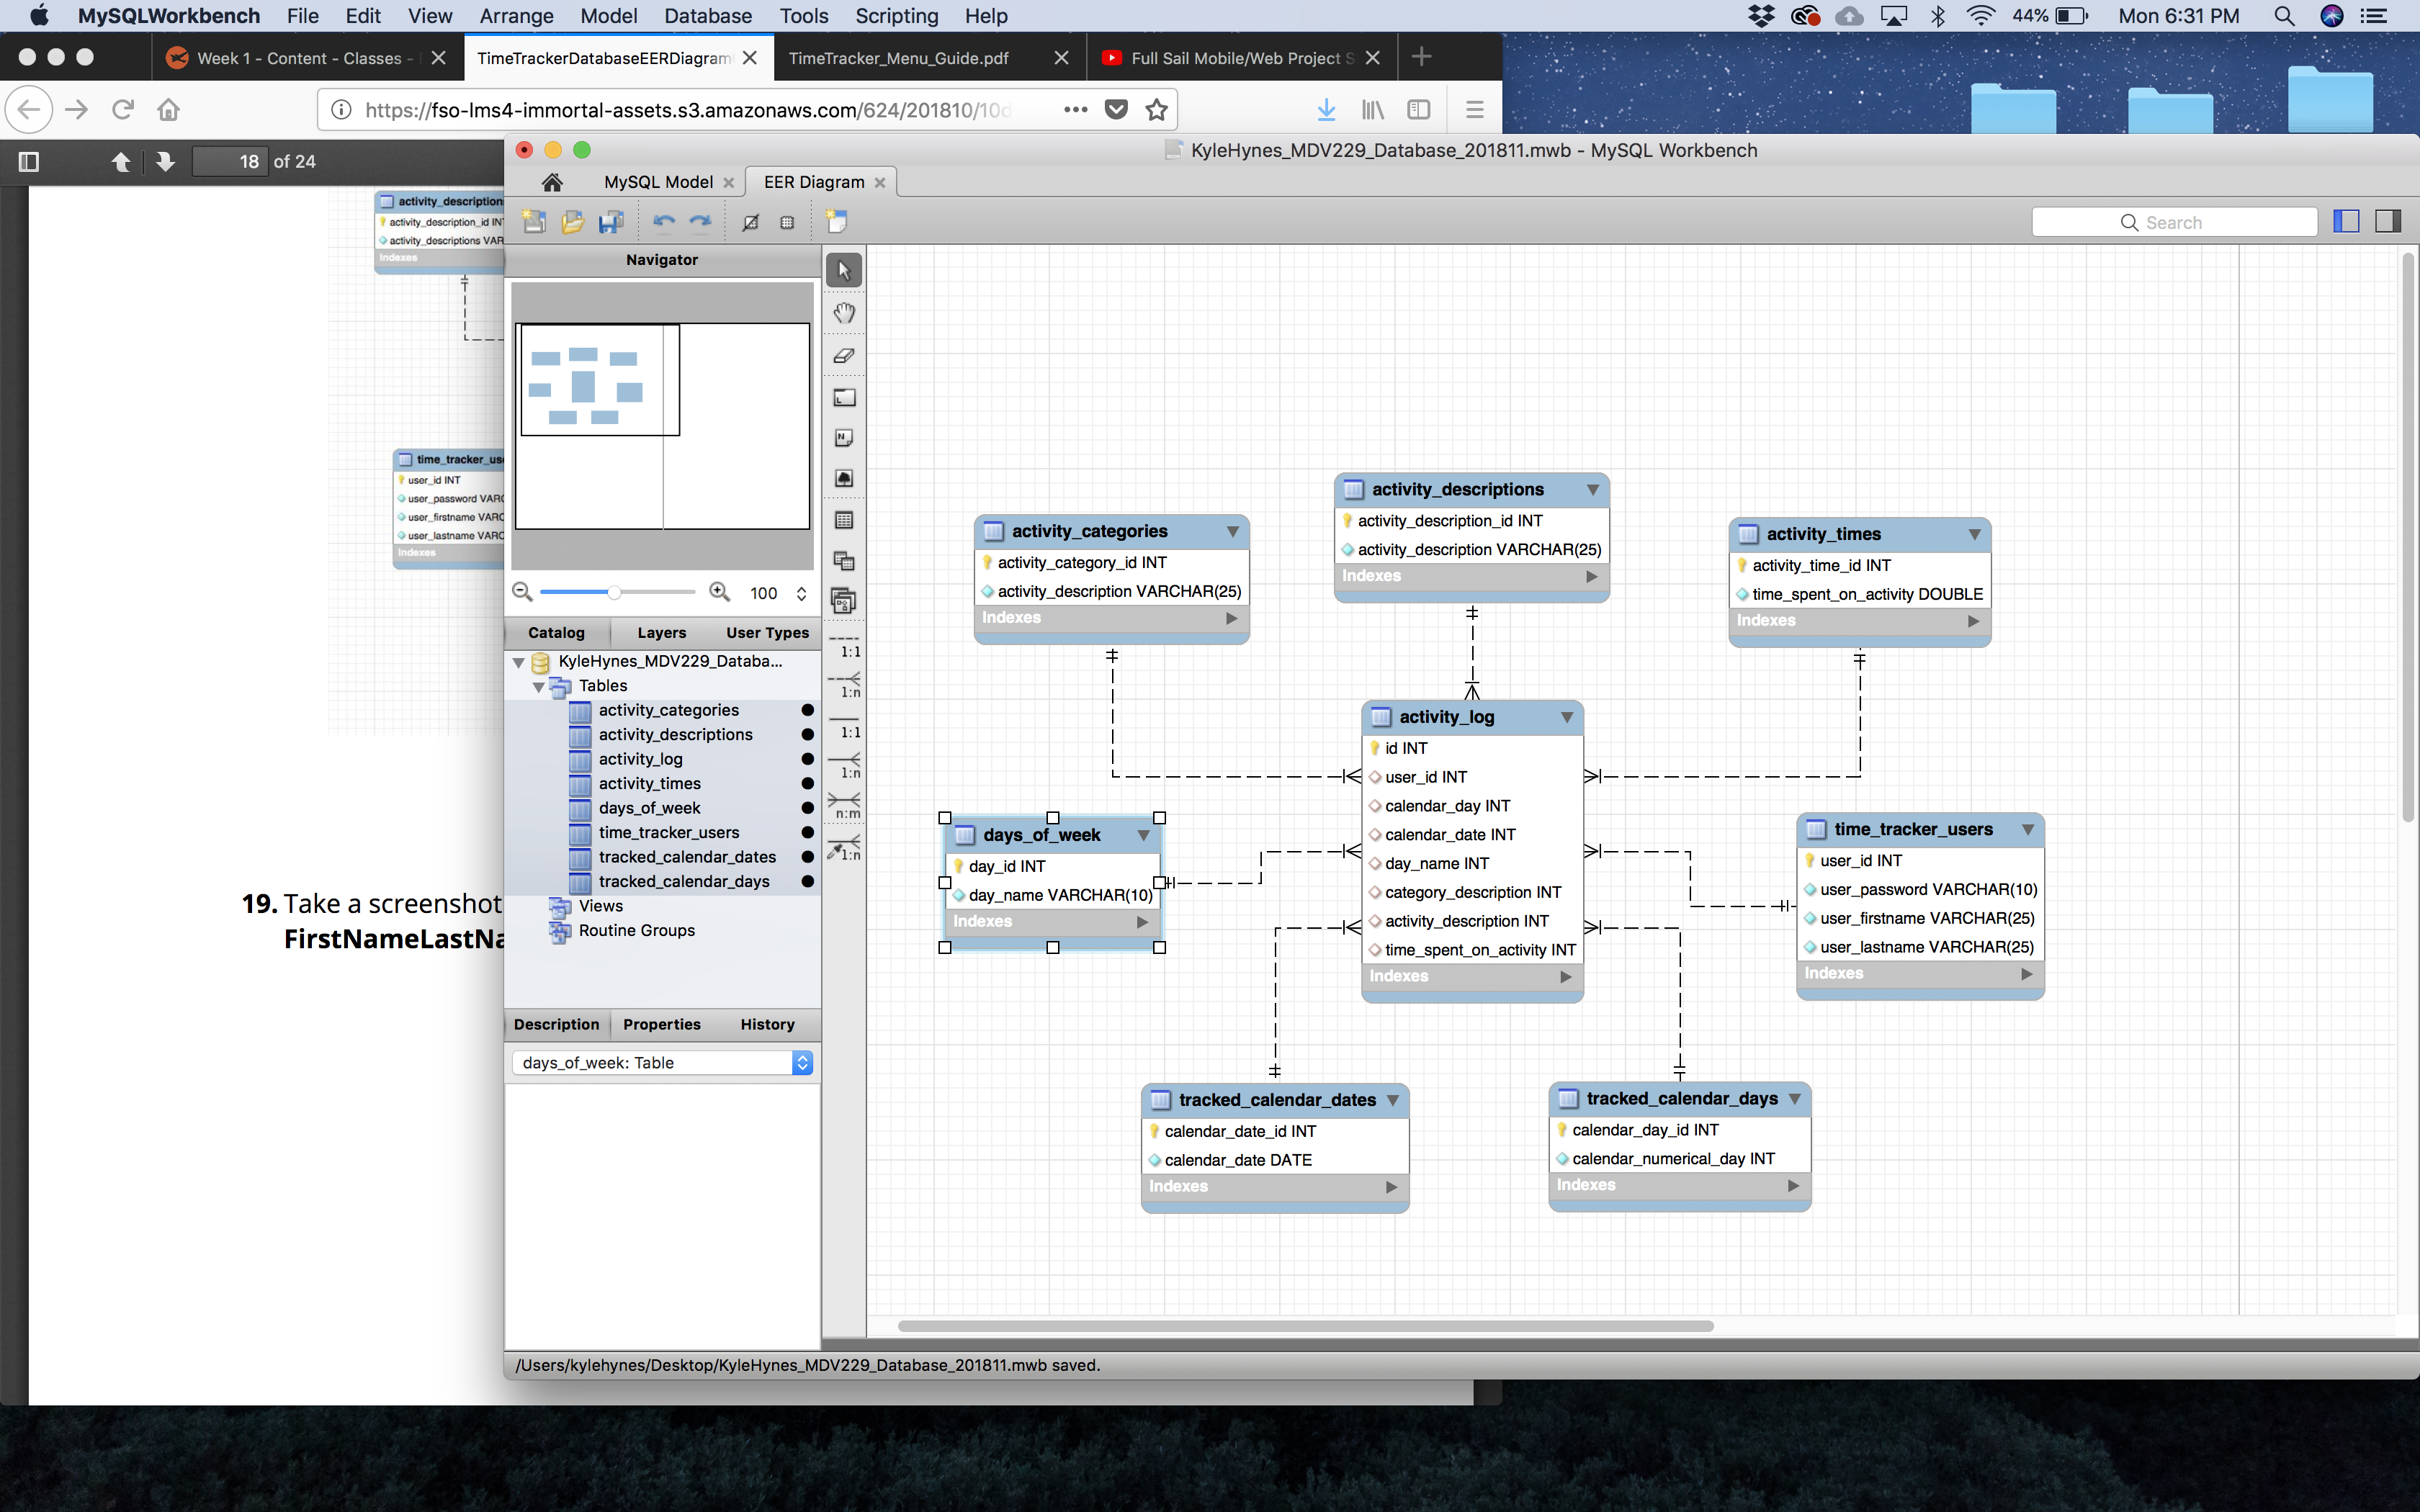 MySQLWorkbench File Edit View Arrange Model Database Tools Scripting Help 44% Mon 6:31 PM
Week 1 - Content - Classes - TimeTrackerDatabaseEERDiagram TimeTracker_Menu_Guide.pdf Full Sail Mobile/Web Project S
https://fso-lms4-immortal-assets.s3.amazonaws.com/624/201810/10d
18 of 24
activity_description
activity_description_id INT
activity_descriptions VAR
Indexes
time_tracker_us
user_id INT
user_password VARC
user_firstname VARC
user_lastname VARC
Indexes
19. Take a screenshot
FirstNameLastNa
KyleHynes_MDV229_Database_201811.mwb - MySQL Workbench
MySQL Model EER Diagram
Search
Navigator
100
Catalog Layers User Types
KyleHynes_MDV229_Databa...
Tables
activity_categories
activity_descriptions
activity_log
activity_times
days_of_week
time_tracker_users
tracked_calendar_dates
tracked_calendar_days
Views
Routine Groups
Description Properties History
days_of_week: Table
1:1
1:n
1:1
1:n
n:m
1:n
activity_categories
activity_category_id INT
activity_description VARCHAR(25)
Indexes
activity_descriptions
activity_description_id INT
activity_description VARCHAR(25)
Indexes
activity_times
activity_time_id INT
time_spent_on_activity DOUBLE
Indexes
activity_log
id INT
user_id INT
calendar_day INT
calendar_date INT
day_name INT
category_description INT
activity_description INT
time_spent_on_activity INT
Indexes
days_of_week
day_id INT
day_name VARCHAR(10)
Indexes
time_tracker_users
user_id INT
user_password VARCHAR(10)
user_firstname VARCHAR(25)
user_lastname VARCHAR(25)
Indexes
tracked_calendar_dates
calendar_date_id INT
calendar_date DATE
Indexes
tracked_calendar_days
calendar_day_id INT
calendar_numerical_day INT
Indexes
/Users/kylehynes/Desktop/KyleHynes_MDV229_Database_201811.mwb saved.